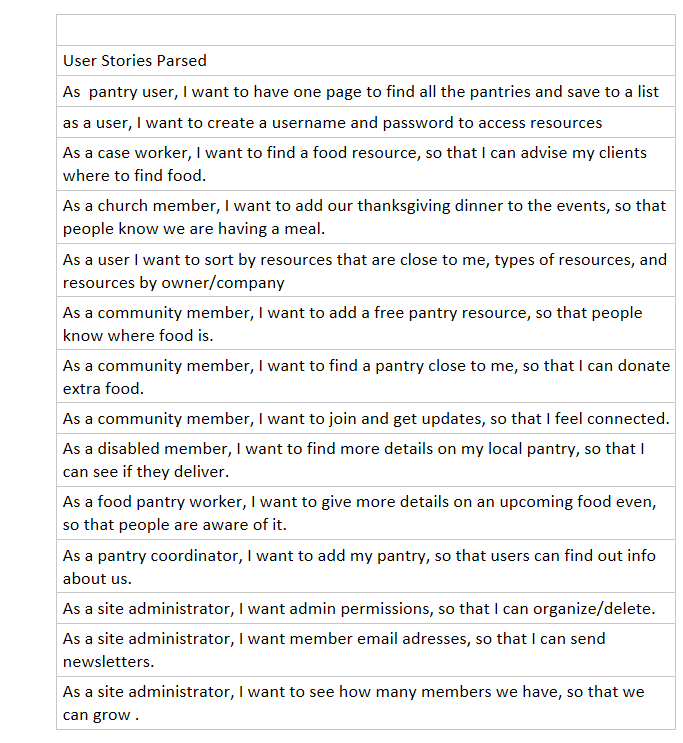 User Stories Parsed
As  pantry user, I want to have one page to find all the pantries and save to a list
as a user, I want to create a username and password to access resources
As a case worker, I want to find a food resource, so that I can advise my clients
where to find food.
As a church member, I want to add our thanksgiving dinner to the events, so that
people know we are having a meal.
As a user I want to sort by resources that are close to me, types of resources, and
resources by owner/company
As a community member, I want to add a free pantry resource, so that people
know where food is.
As a community member, I want to find a pantry close to me, so that I can donate
extra food.
As a community member, I want to join and get updates, so that I feel connected.
As a disabled member, I want to find more details on my local pantry, so that I
can see if they deliver.
As a food pantry worker, I want to give more details on an upcoming food even,
so that people are aware of it.
As a pantry coordinator, I want to add my pantry, so that users can find out info
about us.
As a site administrator, I want admin permissions, so that I can organize/delete.
As a site administrator, I want member email adresses, so that I can send
newsletters.
As a site administrator, I want to see how many members we have, so that we
can grow .